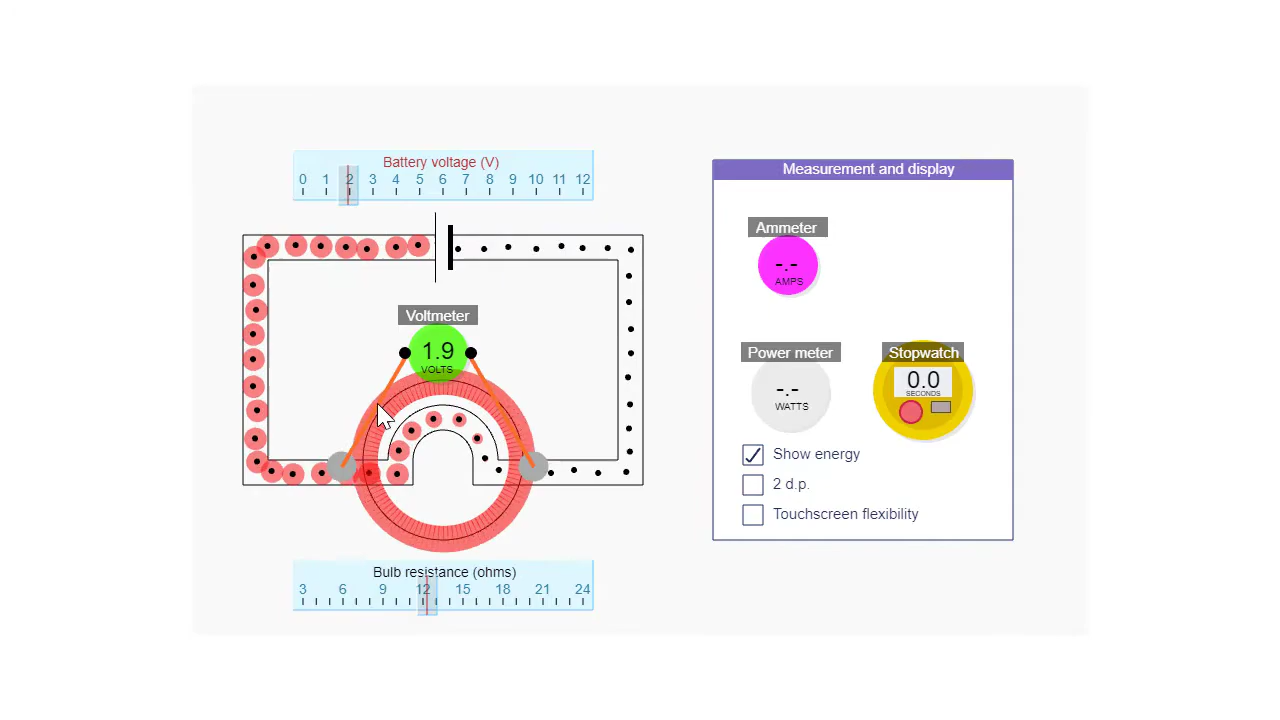 Battery voltage (V)
0 1 2 3 4 5 6 7 8 9 10 11 12
Measurement and display
Ammeter
-.-
AMPS
Voltmeter
1.9
VOLTS
Power meter
-.-
WATTS
Stopwatch
0.0
SECONDS
Show energy
2 d.p.
Touchscreen flexibility
Bulb resistance (ohms)
3 6 9 12 15 18 21 24